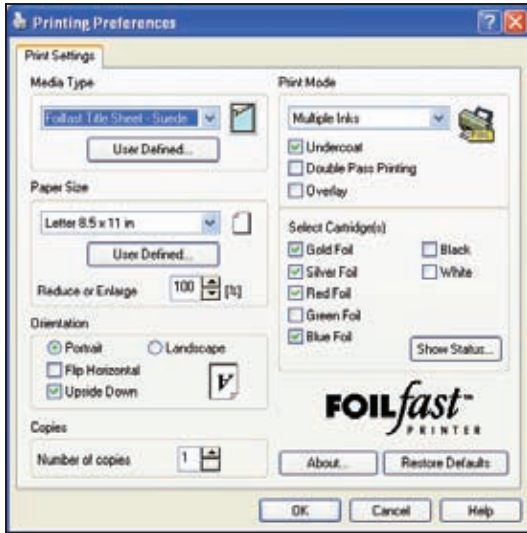 Printing Preferences
Print Settings
Media Type
Foilfast Title Sheet - Suede
User Defined...
Paper Size
Letter 8.5 x 11 in
User Defined...
Reduce or Enlarge 100 [%]
Orientation
Portrait Landscape
Flip Horizontal
Upside Down
Copies
Number of copies 1
Print Mode
Multiple Inks
Undercoat
Double Pass Printing
Overlay
Select Cartridge(s)
Gold Foil Black
Silver Foil White
Red Foil
Green Foil
Blue Foil
Show Status...
FOILfast™
PRINTER
About... Restore Defaults
OK Cancel Help